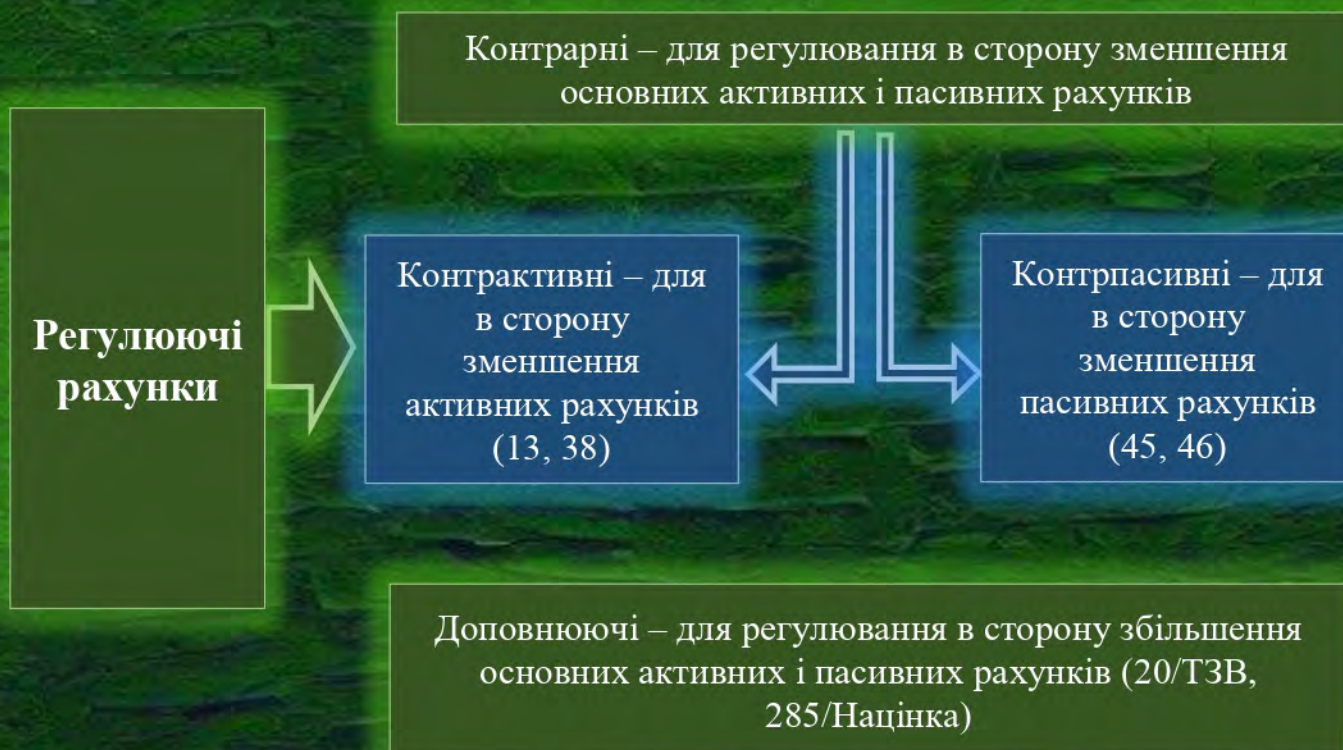 Контрарні – для регулювання в сторону зменшення
основних активних і пасивних рахунків
Регулюючі
рахунки
Контрактивні – для
в сторону
зменшення
активних рахунків
(13, 38)
Контрпасивні – для
в сторону
зменшення
пасивних рахунків
(45, 46)
Доповнюючі – для регулювання в сторону збільшення
основних активних і пасивних рахунків (20/ТЗВ,
285/Націнка)